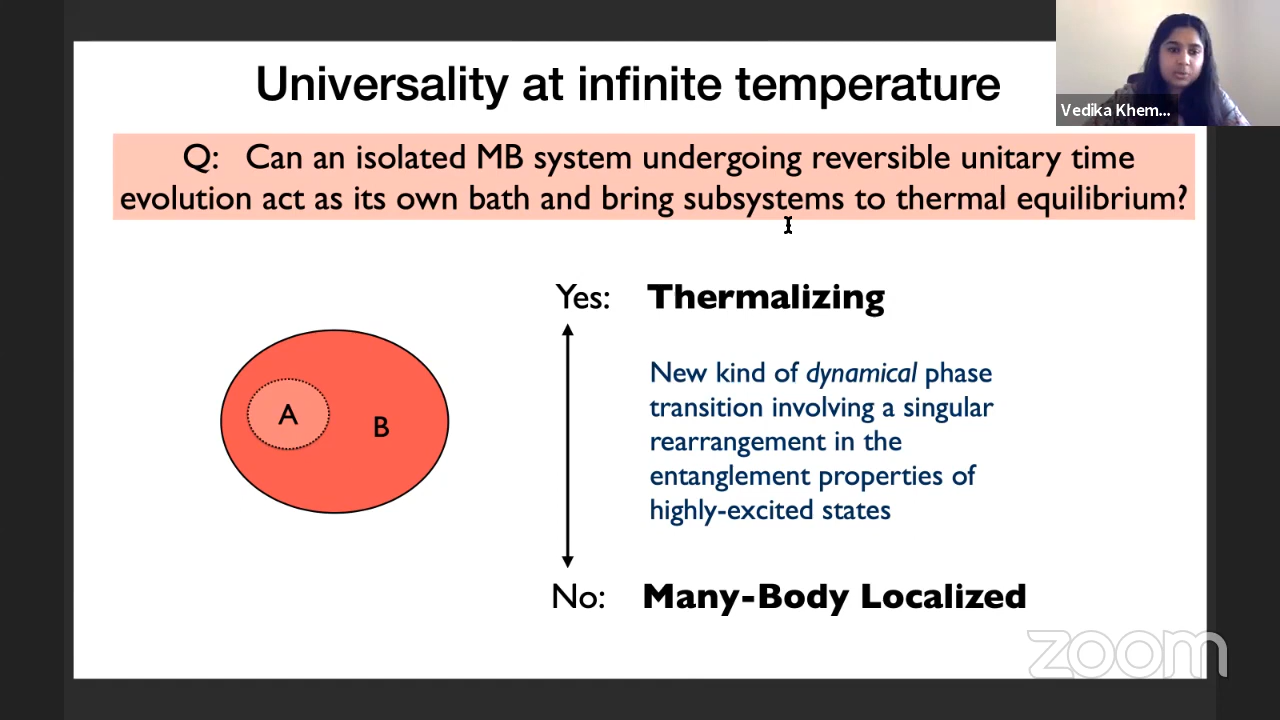 Universality at infinite temperature
Vedika Khem...
Q: Can an isolated MB system undergoing reversible unitary time
evolution act as its own bath and bring subsystems to thermal equilibrium?
Yes: Thermalizing
New kind of dynamical phase
transition involving a singular
rearrangement in the
entanglement properties of
highly-excited states
A
B
No: Many-Body Localized
zoom